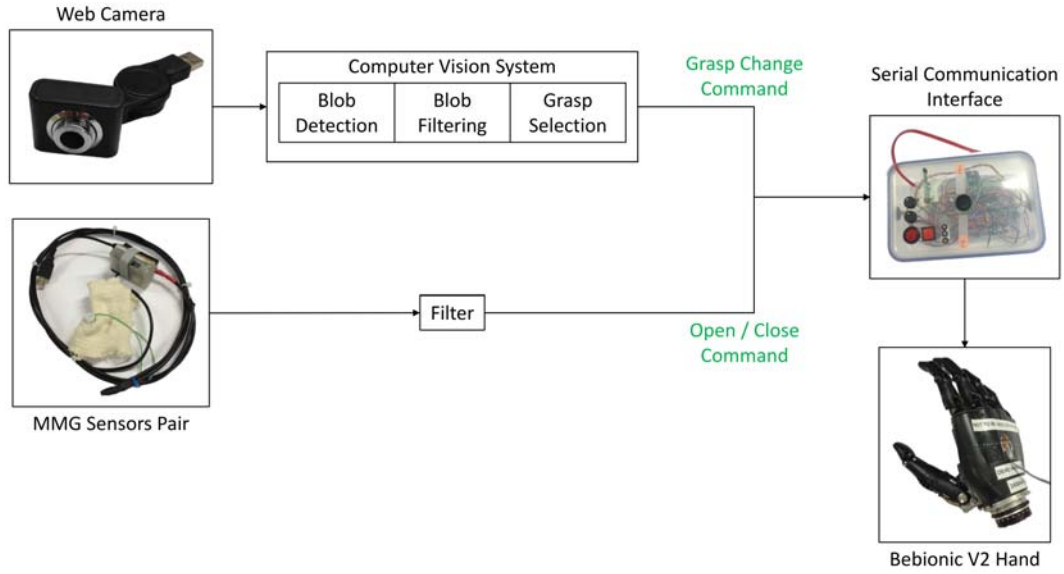 Web Camera
Computer Vision System
Blob
Detection
Blob
Filtering
Grasp
Selection
Grasp Change
Command
Serial Communication
Interface
Filter
Open / Close
Command
MMG Sensors Pair
Bebionic V2 Hand